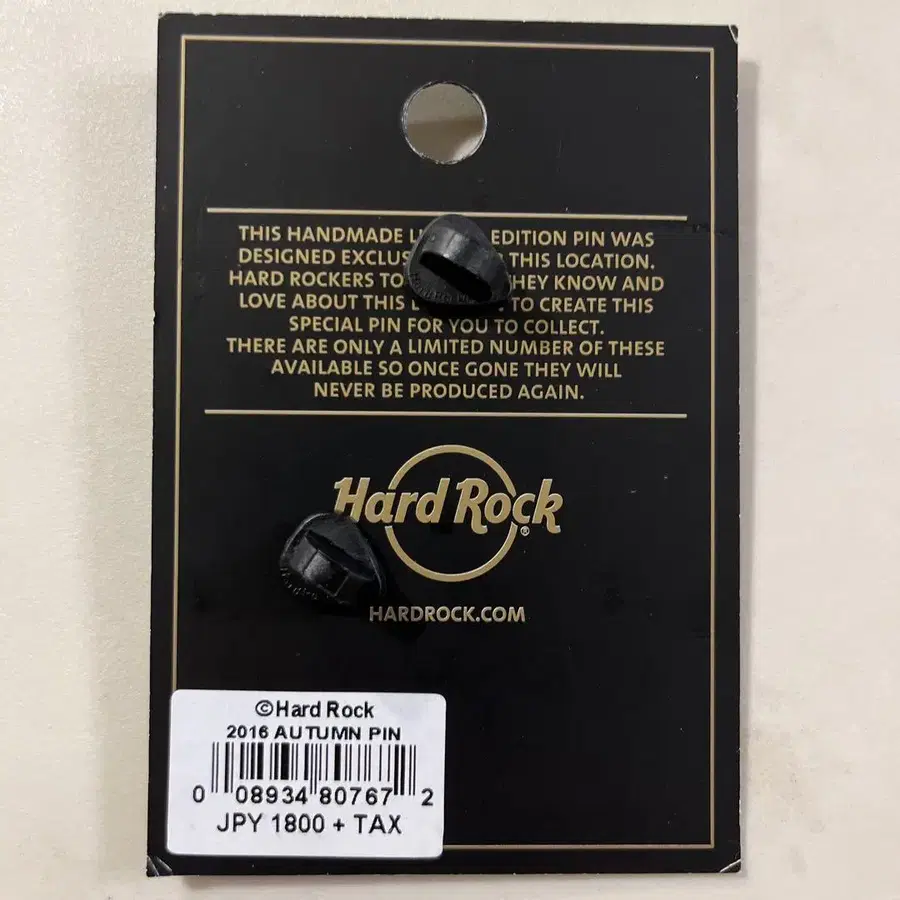 THIS HANDMADE EDITION PIN WAS
DESIGNED THIS LOCATION.
HARD ROCKERS TO KNOW AND
LOVE ABOUT THIS TO CREATE THIS
SPECIAL PIN FOR YOU TO COLLECT.
THERE ARE ONLY A LIMITED NUMBER OF THESE
AVAILABLE SO ONCE GONE THEY WILL
NEVER BE PRODUCED AGAIN.
Hard Rock®
HARDROCK.COM
©Hard Rock
2016 AUTUMN PIN
0 08934 80767 2
JPY 1800 + TAX